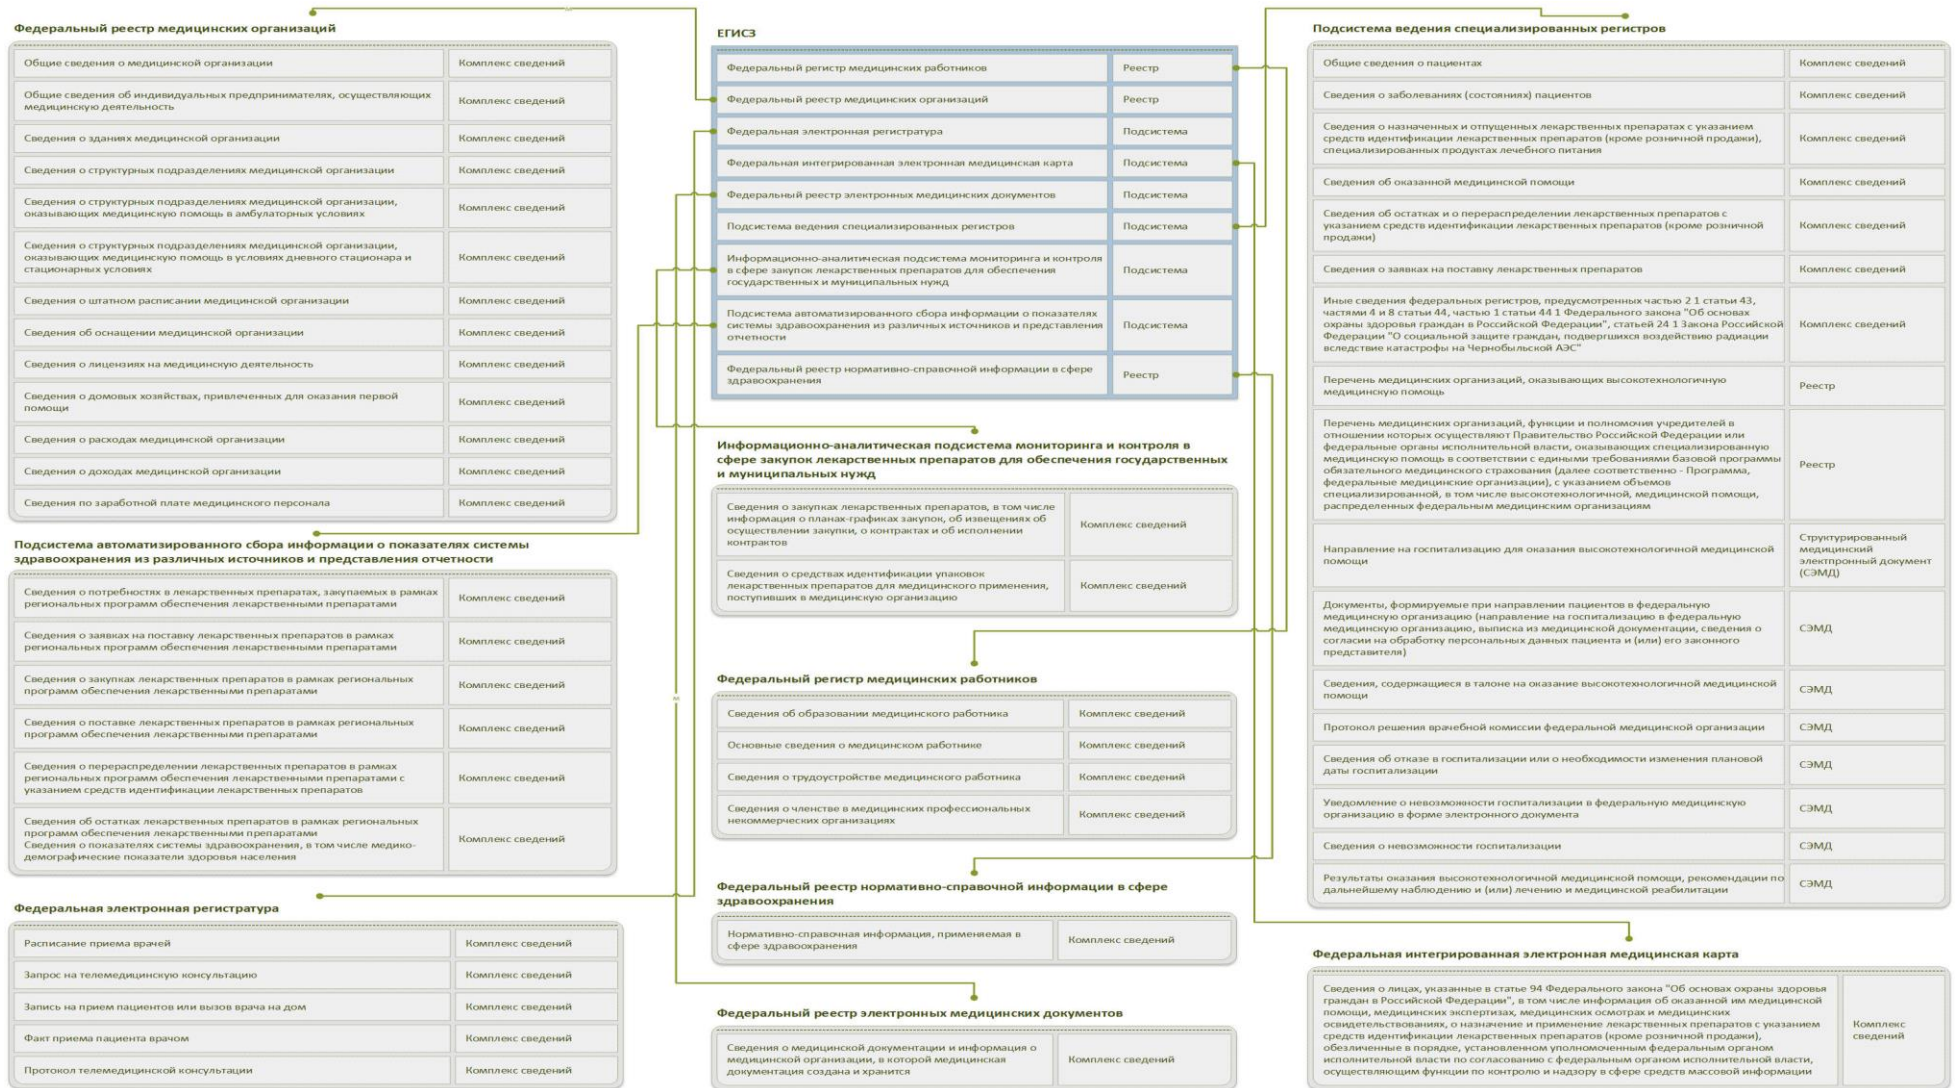 Федеральный реестр медицинских организаций
Общие сведения о медицинской организации
Комплекс сведений
Общие сведения об индивидуальных предпринимателях, осуществляющих
медицинскую деятельность
Комплекс сведений
Сведения о зданиях медицинской организации
Комплекс сведений
Сведения о структурных подразделениях медицинской организации
Комплекс сведений
Сведения о структурных подразделениях медицинской организации,
оказывающих медицинскую помощь в амбулаторных условиях
Комплекс сведений
Сведения о структурных подразделениях медицинской организации,
оказывающих медицинскую помощь в условиях дневного стационара и
стационарных условиях
Комплекс сведений
Сведения о штатном расписании медицинской организации
Комплекс сведений
Сведения об оснащении медицинской организации
Комплекс сведений
Сведения о лицензиях на медицинскую деятельность
Комплекс сведений
Сведения о домовых хозяйствах, привлеченных для оказания первой
помощи
Комплекс сведений
Сведения о расходах медицинской организации
Комплекс сведений
Сведения о доходах медицинской организации
Комплекс сведений
Сведения по заработной плате медицинского персонала
Комплекс сведений
Подсистема автоматизированного сбора информации о показателях системы
здравоохранения из различных источников и представления отчетности
Сведения о потребностях в лекарственных препаратах, закупаемых в рамках
региональных программ обеспечения лекарственными препаратами
Комплекс сведений
Сведения о заявках на поставку лекарственных препаратов в рамках
региональных программ обеспечения лекарственными препаратами
Комплекс сведений
Сведения о закупках лекарственных препаратов в рамках региональных
программ обеспечения лекарственными препаратами
Комплекс сведений
Сведения о поставке лекарственных препаратов в рамках региональных
программ обеспечения лекарственными препаратами
Комплекс сведений
Сведения о перераспределении лекарственных препаратов в рамках
региональных программ обеспечения лекарственными препаратами с
указанием средств идентификации лекарственных препаратов
Комплекс сведений
Сведения об остатках лекарственных препаратов в рамках региональных
программ обеспечения лекарственными препаратами
Сведения о показателях системы здравоохранения, в том числе медико-
демографические показатели здоровья населения
Комплекс сведений
Федеральная электронная регистратура
Расписание приема врачей
Комплекс сведений
Запрос на телемедицинскую консультацию
Комплекс сведений
Запись на прием пациентов или вызов врача на дом
Комплекс сведений
Факт приема пациента врачом
Комплекс сведений
Протокол телемедицинской консультации
Комплекс сведений
ЕГИСЗ
Федеральный регистр медицинских работников
Реестр
Федеральный реестр медицинских организаций
Реестр
Федеральная электронная регистратура
Подсистема
Федеральная интегрированная электронная медицинская карта
Подсистема
Федеральный реестр электронных медицинских документов
Подсистема
Подсистема ведения специализированных регистров
Подсистема
Информационно-аналитическая подсистема мониторинга и контроля
в сфере закупок лекарственных препаратов для обеспечения
государственных и муниципальных нужд
Подсистема
Подсистема автоматизированного сбора информации о показателях
системы здравоохранения из различных источников и представления
отчетности
Подсистема
Федеральный реестр нормативно-справочной информации в сфере
здравоохранения
Реестр
Информационно-аналитическая подсистема мониторинга и контроля в
сфере закупок лекарственных препаратов для обеспечения государственных
и муниципальных нужд
Сведения о закупках лекарственных препаратов, в том числе
информация о планах-графиках закупок, об извещениях об
осуществлении закупки, о контрактах и об исполнении
контрактов
Комплекс сведений
Сведения о средствах идентификации упаковок
лекарственных препаратов для медицинского применения,
поступивших в медицинскую организацию
Комплекс сведений
Федеральный регистр медицинских работников
Сведения об образовании медицинского работника
Комплекс сведений
Основные сведения о медицинском работнике
Комплекс сведений
Сведения о трудоустройстве медицинского работника
Комплекс сведений
Сведения о членстве в медицинских профессиональных
некоммерческих организациях
Комплекс сведений
Федеральный реестр нормативно-справочной информации в сфере
здравоохранения
Нормативно-справочная информация, применяемая в
сфере здравоохранения
Комплекс сведений
Федеральный реестр электронных медицинских документов
Сведения о медицинской документации и информация о
медицинской организации, в которой медицинская
документация создана и хранится
Комплекс сведений
Подсистема ведения специализированных регистров
Общие сведения о пациентах
Комплекс сведений
Сведения о заболеваниях (состояниях) пациентов
Комплекс сведений
Сведения о назначенных и отпущенных лекарственных препаратах с указанием
средств идентификации лекарственных препаратов (кроме розничной продажи),
специализированных продуктах лечебного питания
Комплекс сведений
Сведения об оказанной медицинской помощи
Комплекс сведений
Сведения об остатках и о перераспределении лекарственных препаратов с
указанием средств идентификации лекарственных препаратов (кроме розничной
продажи)
Комплекс сведений
Сведения о заявках на поставку лекарственных препаратов
Комплекс сведений
Иные сведения федеральных регистров, предусмотренных частью 2 1 статьи 43,
частями 4 и 8 статьи 44, частью 1 статьи 44 1 Федерального закона "Об основах
охраны здоровья граждан в Российской Федерации", статьей 24 1 Закона Российской
Федерации "О социальной защите граждан, подвергшихся воздействию радиации
вследствие катастрофы на Чернобыльской АЭС"
Комплекс сведений
Перечень медицинских организаций, оказывающих высокотехнологичную
медицинскую помощь
Реестр
Перечень медицинских организаций, функции и полномочия учредителей в
отношении которых осуществляют Правительство Российской Федерации или
федеральные органы исполнительной власти, оказывающих специализированную
медицинскую помощь в соответствии с едиными требованиями базовой программы
обязательного медицинского страхования (далее соответственно - Программа,
федеральные медицинские организации), с указанием объемов
специализированной, в том числе высокотехнологичной, медицинской помощи,
распределенных федеральным медицинским организациям
Реестр
Направление на госпитализацию для оказания высокотехнологичной медицинской
помощи
Структурированный
медицинский
электпронный документ
(СЭМД)
Документы, формируемые при направлении пациентов в федеральную
медицинскую организацию (направление на госпитализацию в федеральную
медицинскую организацию, выписка из медицинской документации, сведения о
согласии на обработку персональных данных пациента и (или) его законного
представителя)
СЭМД
Сведения, содержащиеся в талоне на оказание высокотехнологичной медицинской
помощи
СЭМД
Протокол решения врачебной комиссии федеральной медицинской организации
СЭМД
Сведения об отказе в госпитализации или о необходимости изменения плановой
даты госпитализации
СЭМД
Уведомление о невозможности госпитализации в федеральную медицинскую
организацию в форме электронного документа
СЭМД
Сведения о невозможности госпитализации
СЭМД
Результаты оказания высокотехнологичной медицинской помощи, рекомендации по
дальнейшему наблюдению и (или) лечению и медицинской реабилитации
СЭМД
Федеральная интегрированная электронная медицинская карта
Сведения о лицах, указанные в статье 94 Федерального закона "Об основах охраны здоровья
граждан в Российской Федерации", в том числе информация об оказанной им медицинской
помощи, медицинских экспертизах, медицинских осмотрах и медицинских
освидетельствованиях, о назначение и применение лекарственных препаратов с указанием
средств идентификации лекарственных препаратов (кроме розничной продажи),
обезличенные в порядке, установленном уполномоченным федеральным органом
исполнительной власти по согласованию с федеральным органом исполнительной власти,
осуществляющим функции по контролю и надзору в сфере средств массовой информации
Комплекс
сведений